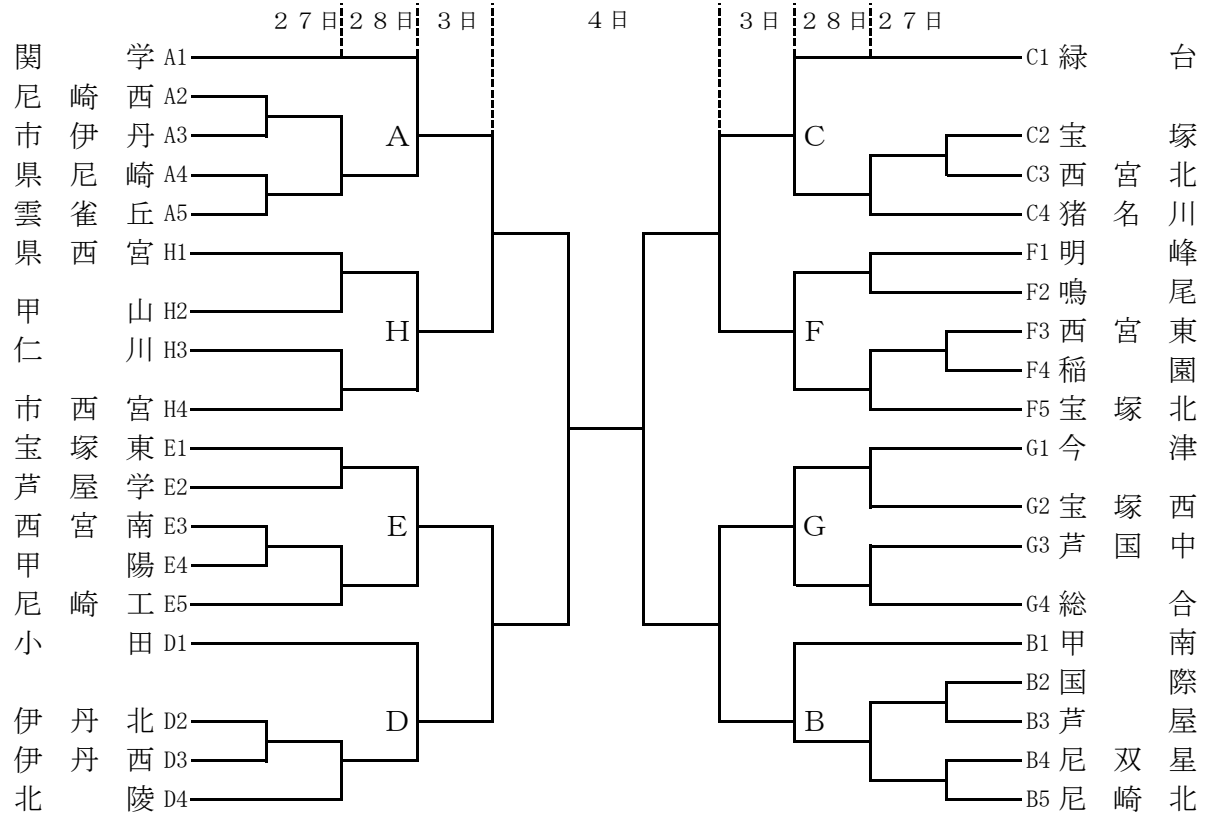 ２７日 ２８日 ３日 ４日 ３日 ２８日 ２７日
関学 A1 C1 緑台
尼崎西 A2
市伊丹 A3 A C C2 宝塚
県尼崎 A4 C3 西宮北
雲雀丘 A5 C4 猪名川
県西宮 H1 F1 明峰
F2 鳴尾
甲山 H2
H F F3 西宮東
仁川 H3
F4 稲園
市西宮 H4 F5 宝塚北
宝塚東 E1 G1 今津
芦屋学 E2
G2 宝塚西
西宮南 E3 E G
G3 芦国中
甲陽 E4
尼崎工 E5 G4 総合
小田 D1 B1 甲南
B2 国際
伊丹北 D2 D B B3 芦屋
伊丹西 D3 B4 尼双星
北陵 D4 B5 尼崎北